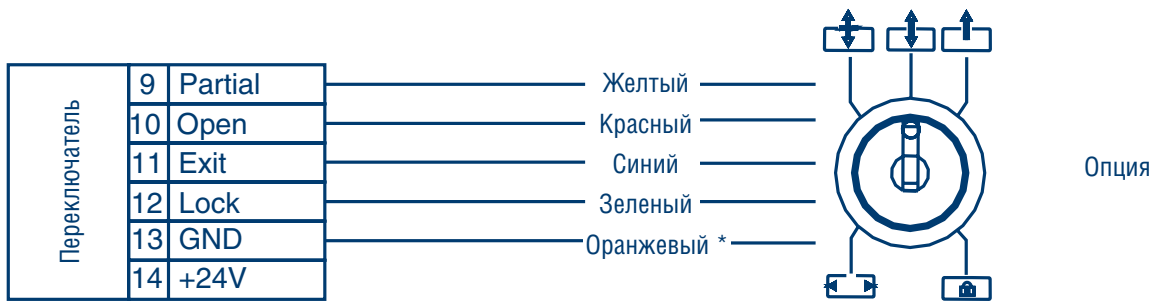 Переключатель
9 Partial Желтый
10 Open Красный
11 Exit Синий
12 Lock Зеленый
13 GND Оранжевый *
14 +24V
Опция